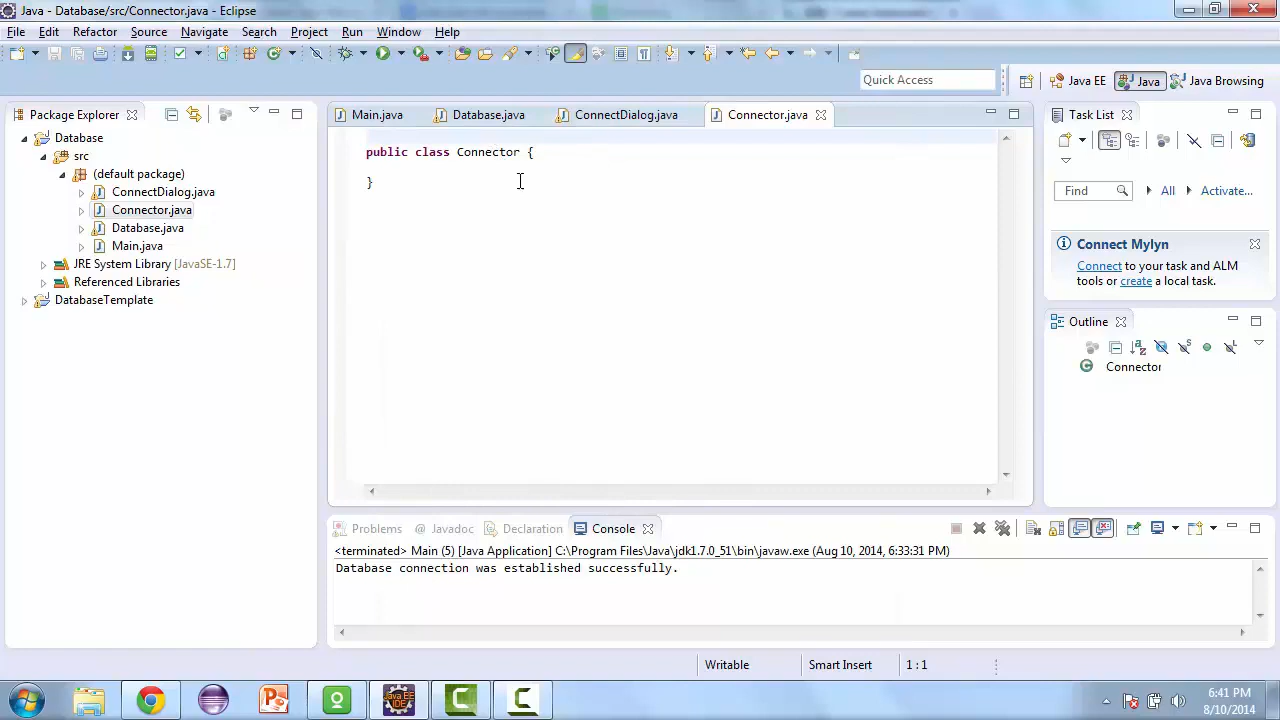 Java - Database/src/Connector.java - Eclipse
File Edit Refactor Source Navigate Search Project Run Window Help
Quick Access
Java EE Java Java Browsing
Package Explorer
Main.java Database.java ConnectDialog.java Connector.java
Task List
Database
src
(default package)
ConnectDialog.java
Connector.java
Database.java
Main.java
JRE System Library [JavaSE-1.7]
Referenced Libraries
DatabaseTemplate
public class Connector {
}
Find All Activate...
Connect Mylyn
Connect to your task and ALM
tools or create a local task.
Outline
Connector
Problems @ Javadoc Declaration Console
<terminated> Main (5) [Java Application] C:\Program Files\Java\jdk1.7.0_51\bin\javaw.exe (Aug 10, 2014, 6:33:31 PM)
Database connection was established successfully.
Writable Smart Insert 1 : 1
6:41 PM
8/10/2014